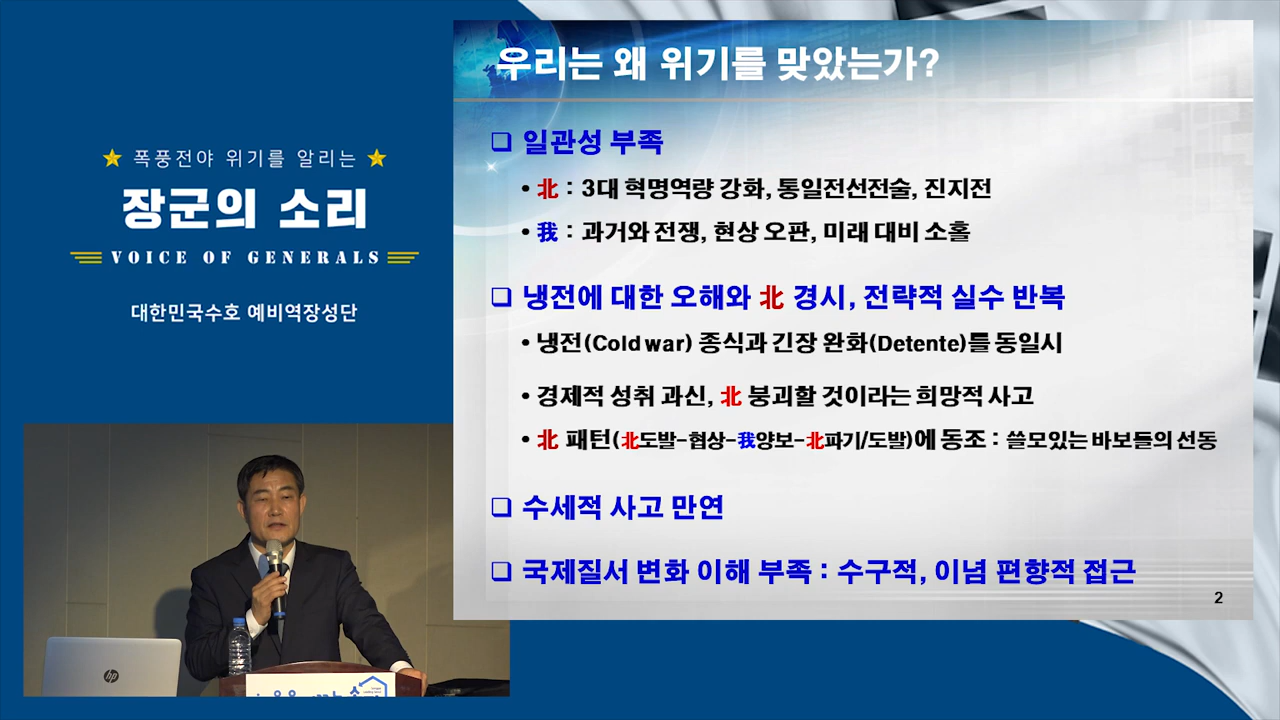 ★ 폭풍전야 위기를 알리는 ★
장군의 소리
VOICE OF GENERALS
대한민국수호 예비역장성단
우리는 왜 위기를 맞았는가?
❑ 일관성 부족
• 北 : 3대 혁명역량 강화, 통일전선전술, 진지전
• 我 : 과거와 전쟁, 현상 오판, 미래 대비 소홀
❑ 냉전에 대한 오해와 北 경시, 전략적 실수 반복
• 냉전(Cold war) 종식과 긴장 완화(Detente)를 동일시
• 경제적 성취 과신, 北 붕괴할 것이라는 희망적 사고
• 北 패턴(北도발-협상-我양보-北파기/도발)에 동조 : 쓸모있는 바보들의 선동
❑ 수세적 사고 만연
❑ 국제질서 변화 이해 부족 : 수구적, 이념 편향적 접근
2
hp